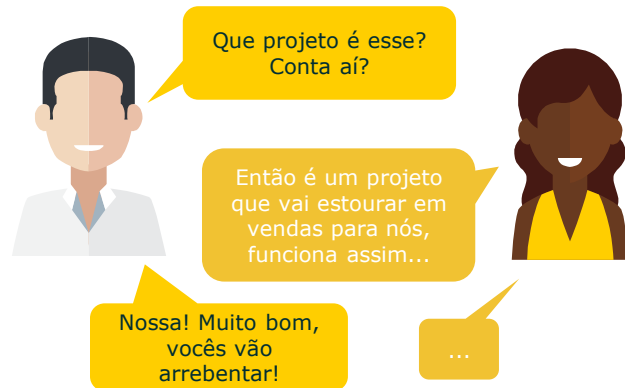 Que projeto é esse?
Conta aí?
Então é um projeto
que vai estourar em
vendas para nós,
funciona assim...
Nossa! Muito bom,
vocês vão
arrebentar!
...